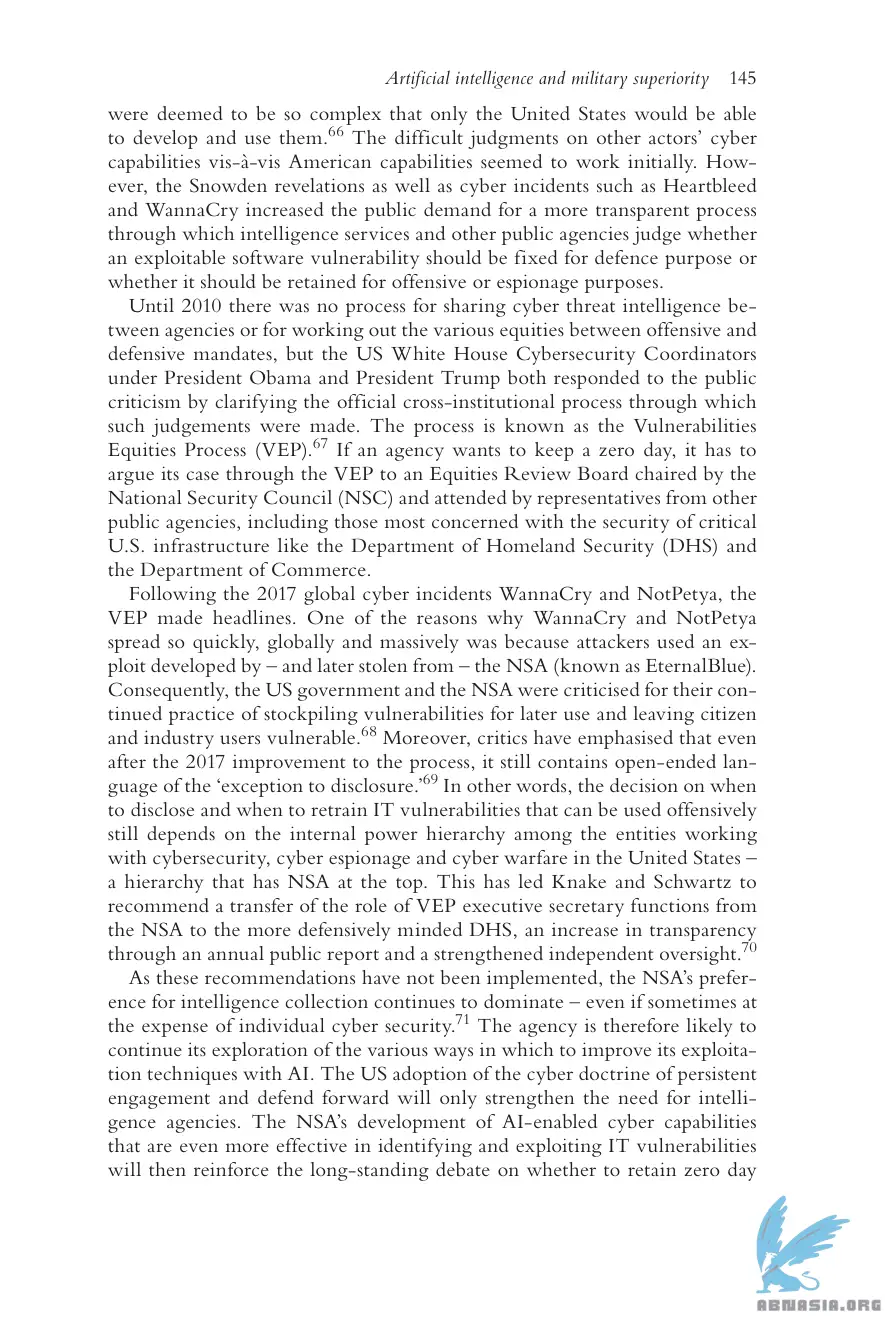 Artificial intelligence and military superiority 145
were deemed to be so complex that only the United States would be able
to develop and use them.66 The difficult judgments on other actors’ cyber
capabilities vis-à-vis American capabilities seemed to work initially. How-
ever, the Snowden revelations as well as cyber incidents such as Heartbleed
and WannaCry increased the public demand for a more transparent process
through which intelligence services and other public agencies judge whether
an exploitable software vulnerability should be fixed for defence purpose or
whether it should be retained for offensive or espionage purposes.
Until 2010 there was no process for sharing cyber threat intelligence be-
tween agencies or for working out the various equities between offensive and
defensive mandates, but the US White House Cybersecurity Coordinators
under President Obama and President Trump both responded to the public
criticism by clarifying the official cross-institutional process through which
such judgements were made. The process is known as the Vulnerabilities
Equities Process (VEP).67 If an agency wants to keep a zero day, it has to
argue its case through the VEP to an Equities Review Board chaired by the
National Security Council (NSC) and attended by representatives from other
public agencies, including those most concerned with the security of critical
U.S. infrastructure like the Department of Homeland Security (DHS) and
the Department of Commerce.
Following the 2017 global cyber incidents WannaCry and NotPetya, the
VEP made headlines. One of the reasons why WannaCry and NotPetya
spread so quickly, globally and massively was because attackers used an ex-
ploit developed by – and later stolen from – the NSA (known as EternalBlue).
Consequently, the US government and the NSA were criticised for their con-
tinued practice of stockpiling vulnerabilities for later use and leaving citizen
and industry users vulnerable.68 Moreover, critics have emphasised that even
after the 2017 improvement to the process, it still contains open-ended lan-
guage of the ‘exception to disclosure.’69 In other words, the decision on when
to disclose and when to retrain IT vulnerabilities that can be used offensively
still depends on the internal power hierarchy among the entities working
with cybersecurity, cyber espionage and cyber warfare in the United States –
a hierarchy that has NSA at the top. This has led Knake and Schwartz to
recommend a transfer of the role of VEP executive secretary functions from
the NSA to the more defensively minded DHS, an increase in transparency
through an annual public report and a strengthened independent oversight.70
As these recommendations have not been implemented, the NSA’s prefer-
ence for intelligence collection continues to dominate – even if sometimes at
the expense of individual cyber security.71 The agency is therefore likely to
continue its exploration of the various ways in which to improve its exploita-
tion techniques with AI. The US adoption of the cyber doctrine of persistent
engagement and defend forward will only strengthen the need for intelli-
gence agencies. The NSA’s development of AI-enabled cyber capabilities
that are even more effective in identifying and exploiting IT vulnerabilities
will then reinforce the long-standing debate on whether to retain zero day
ABNASIA.ORG